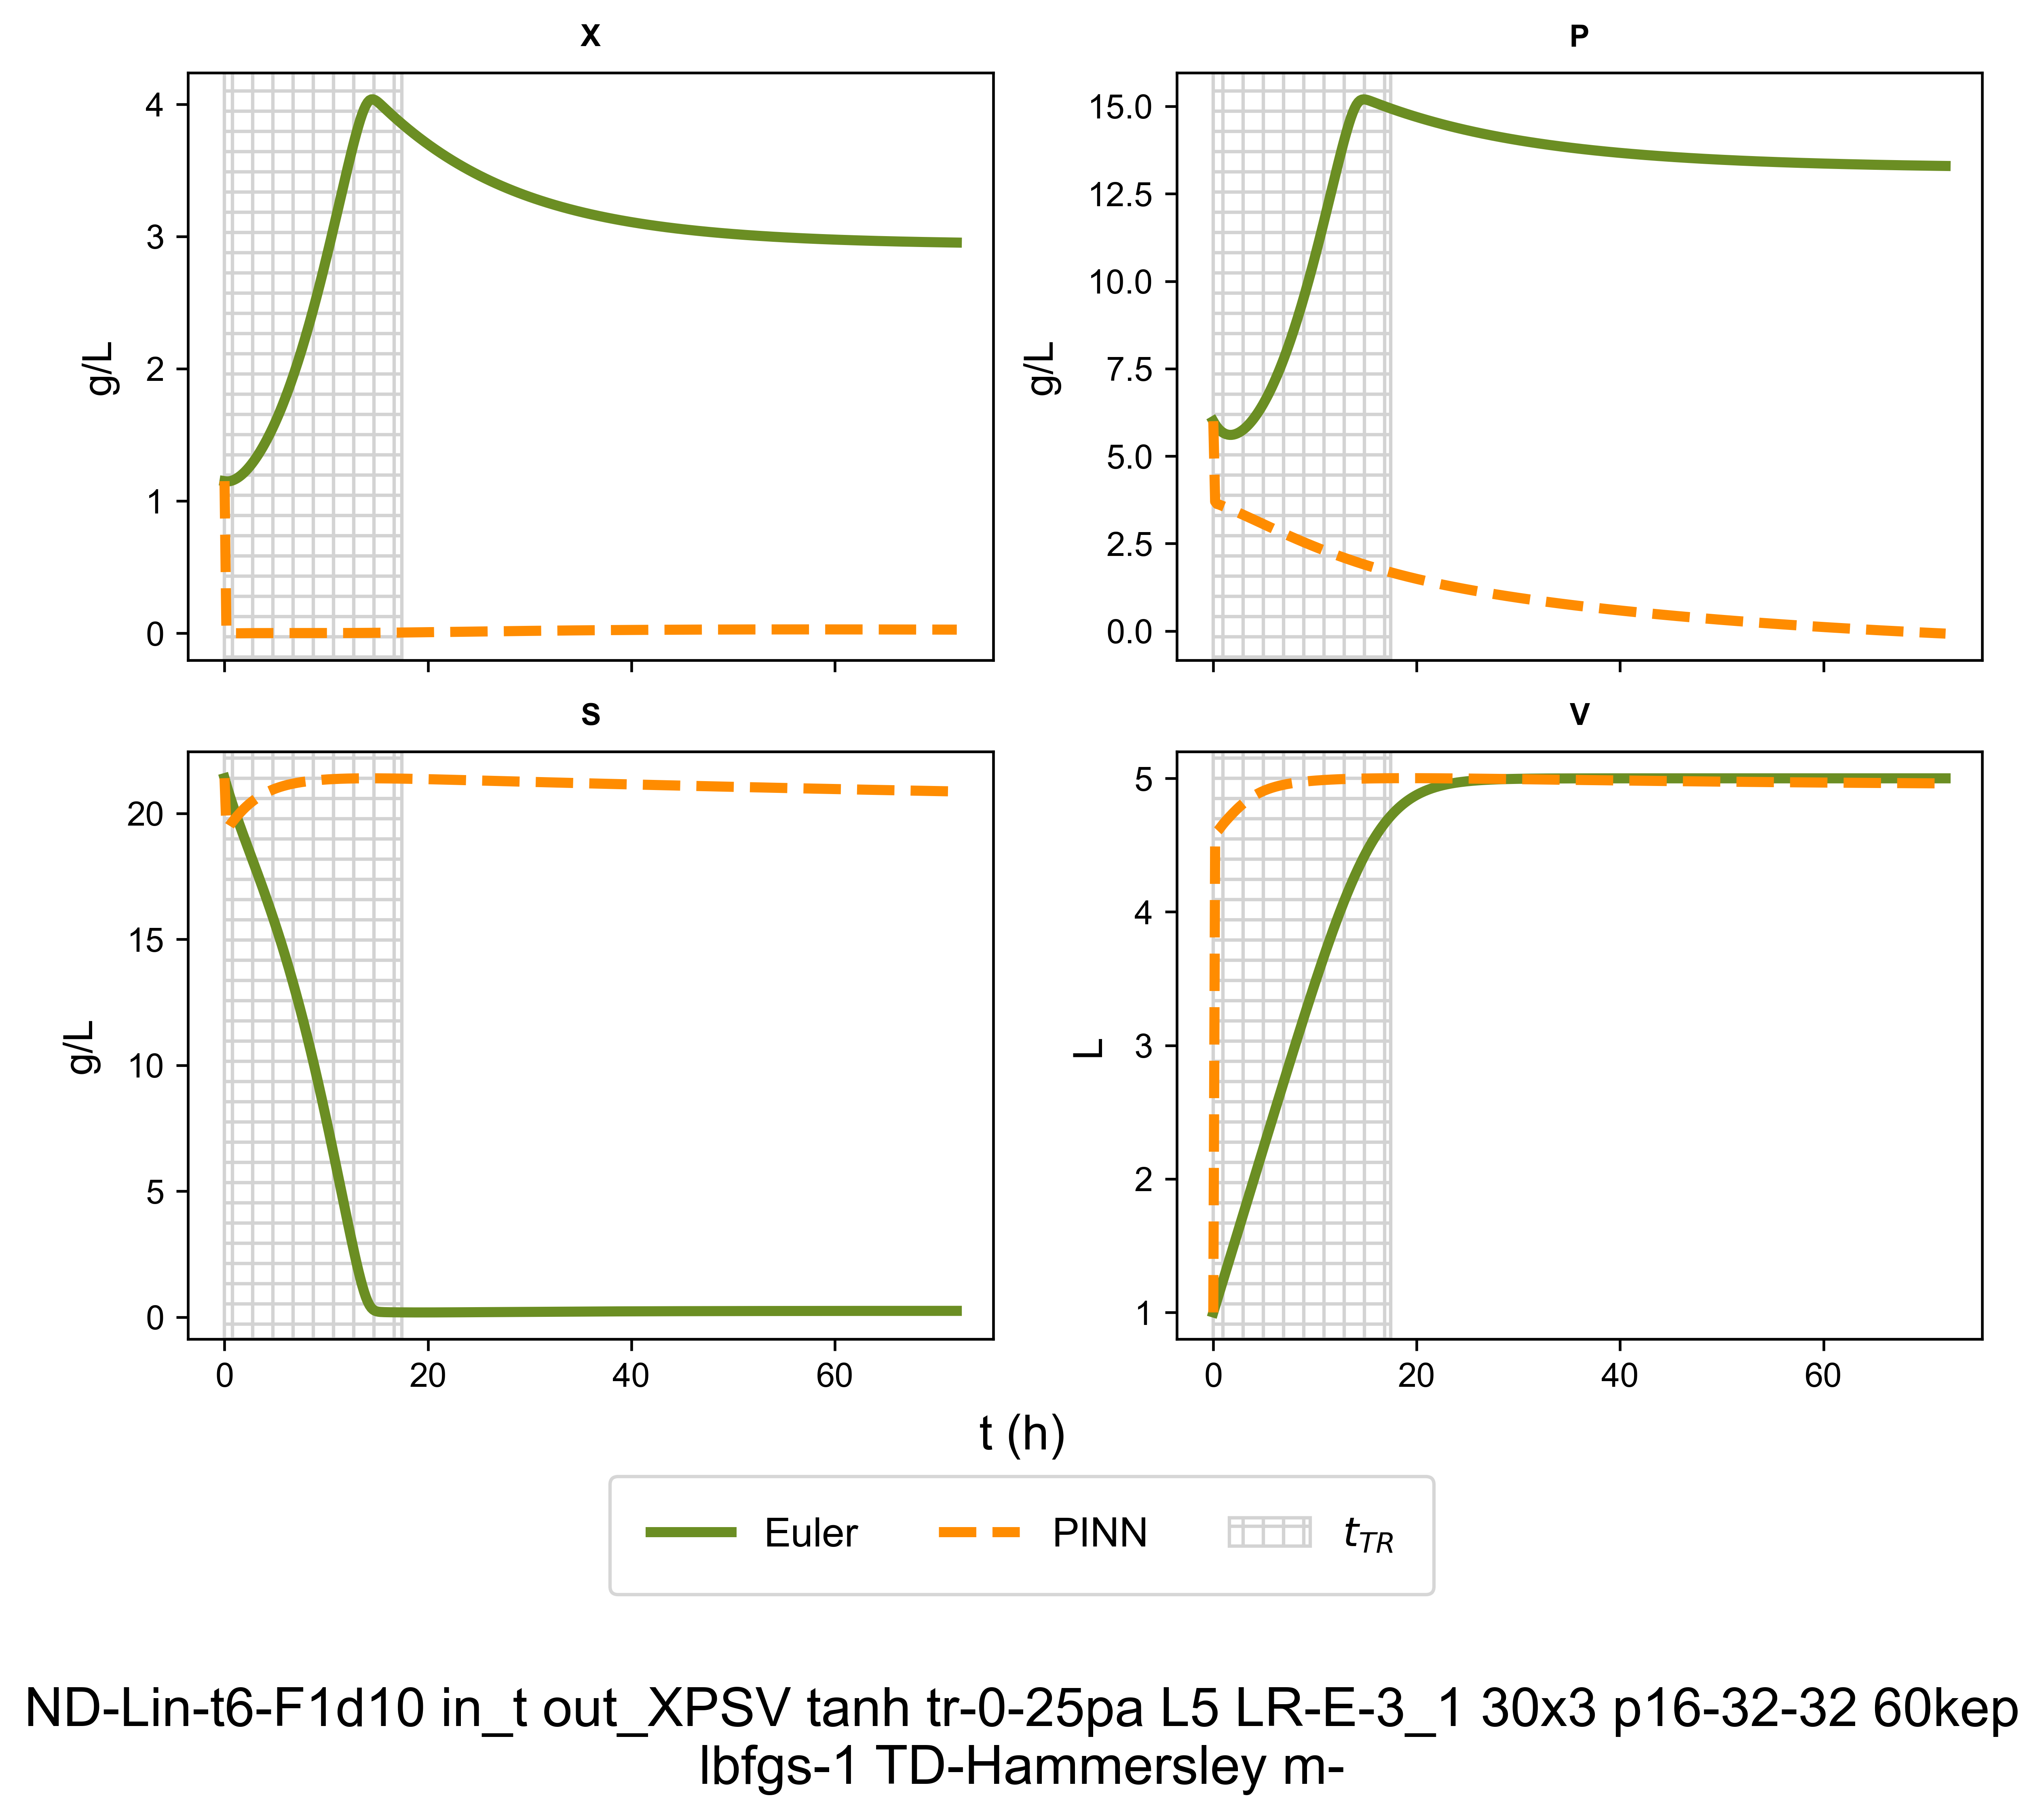 X
P
4
3
2
1
0
g/L
15.0
12.5
10.0
7.5
5.0
2.5
0.0
g/L
S
V
20
15
10
5
0
g/L
0 20 40 60
5
4
3
2
1
L
0 20 40 60
t (h)
Euler PINN t_{TR}
ND-Lin-t6-F1d10 in_t out_XPSV tanh tr-0-25pa L5 LR-E-3_1 30x3 p16-32-32 60kep
lbfgs-1 TD-Hammersley m-